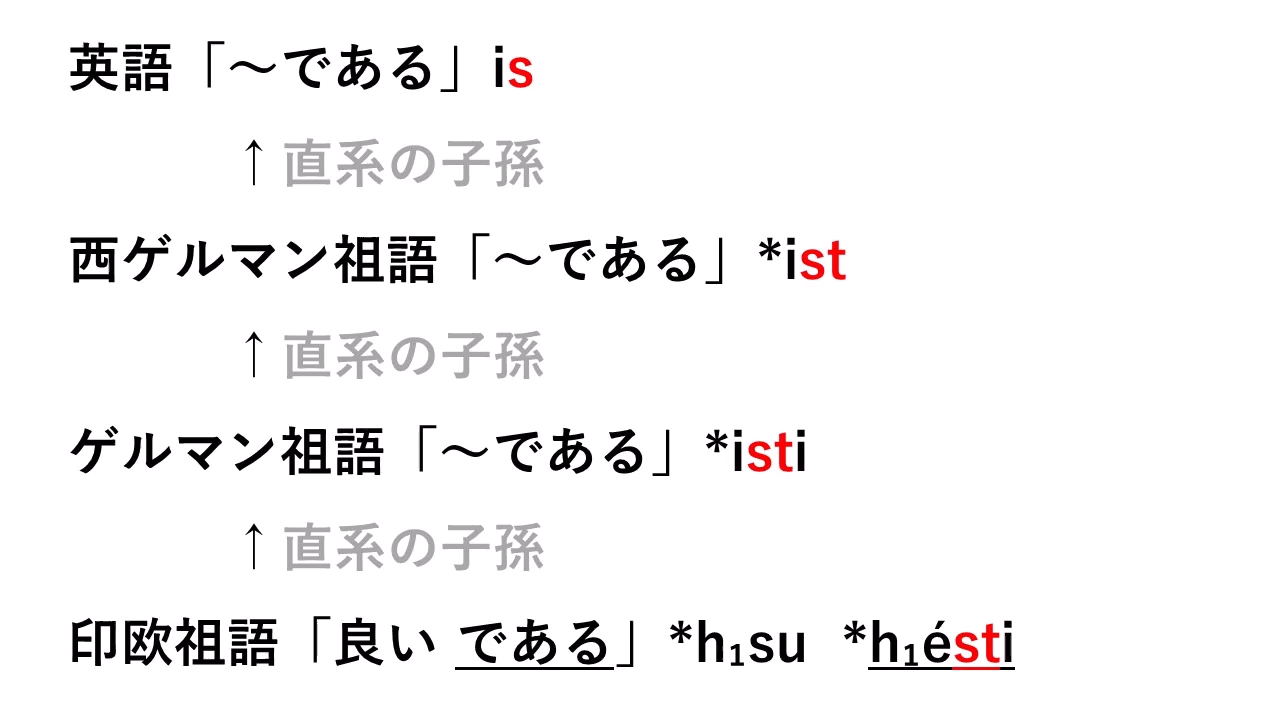 英語「～である」is
↑ 直系の子孫
西ゲルマン祖語「～である」*ist
↑ 直系の子孫
ゲルマン祖語「～である」*isti
↑ 直系の子孫
印欧祖語「良い である」*h₁su *h₁ésti